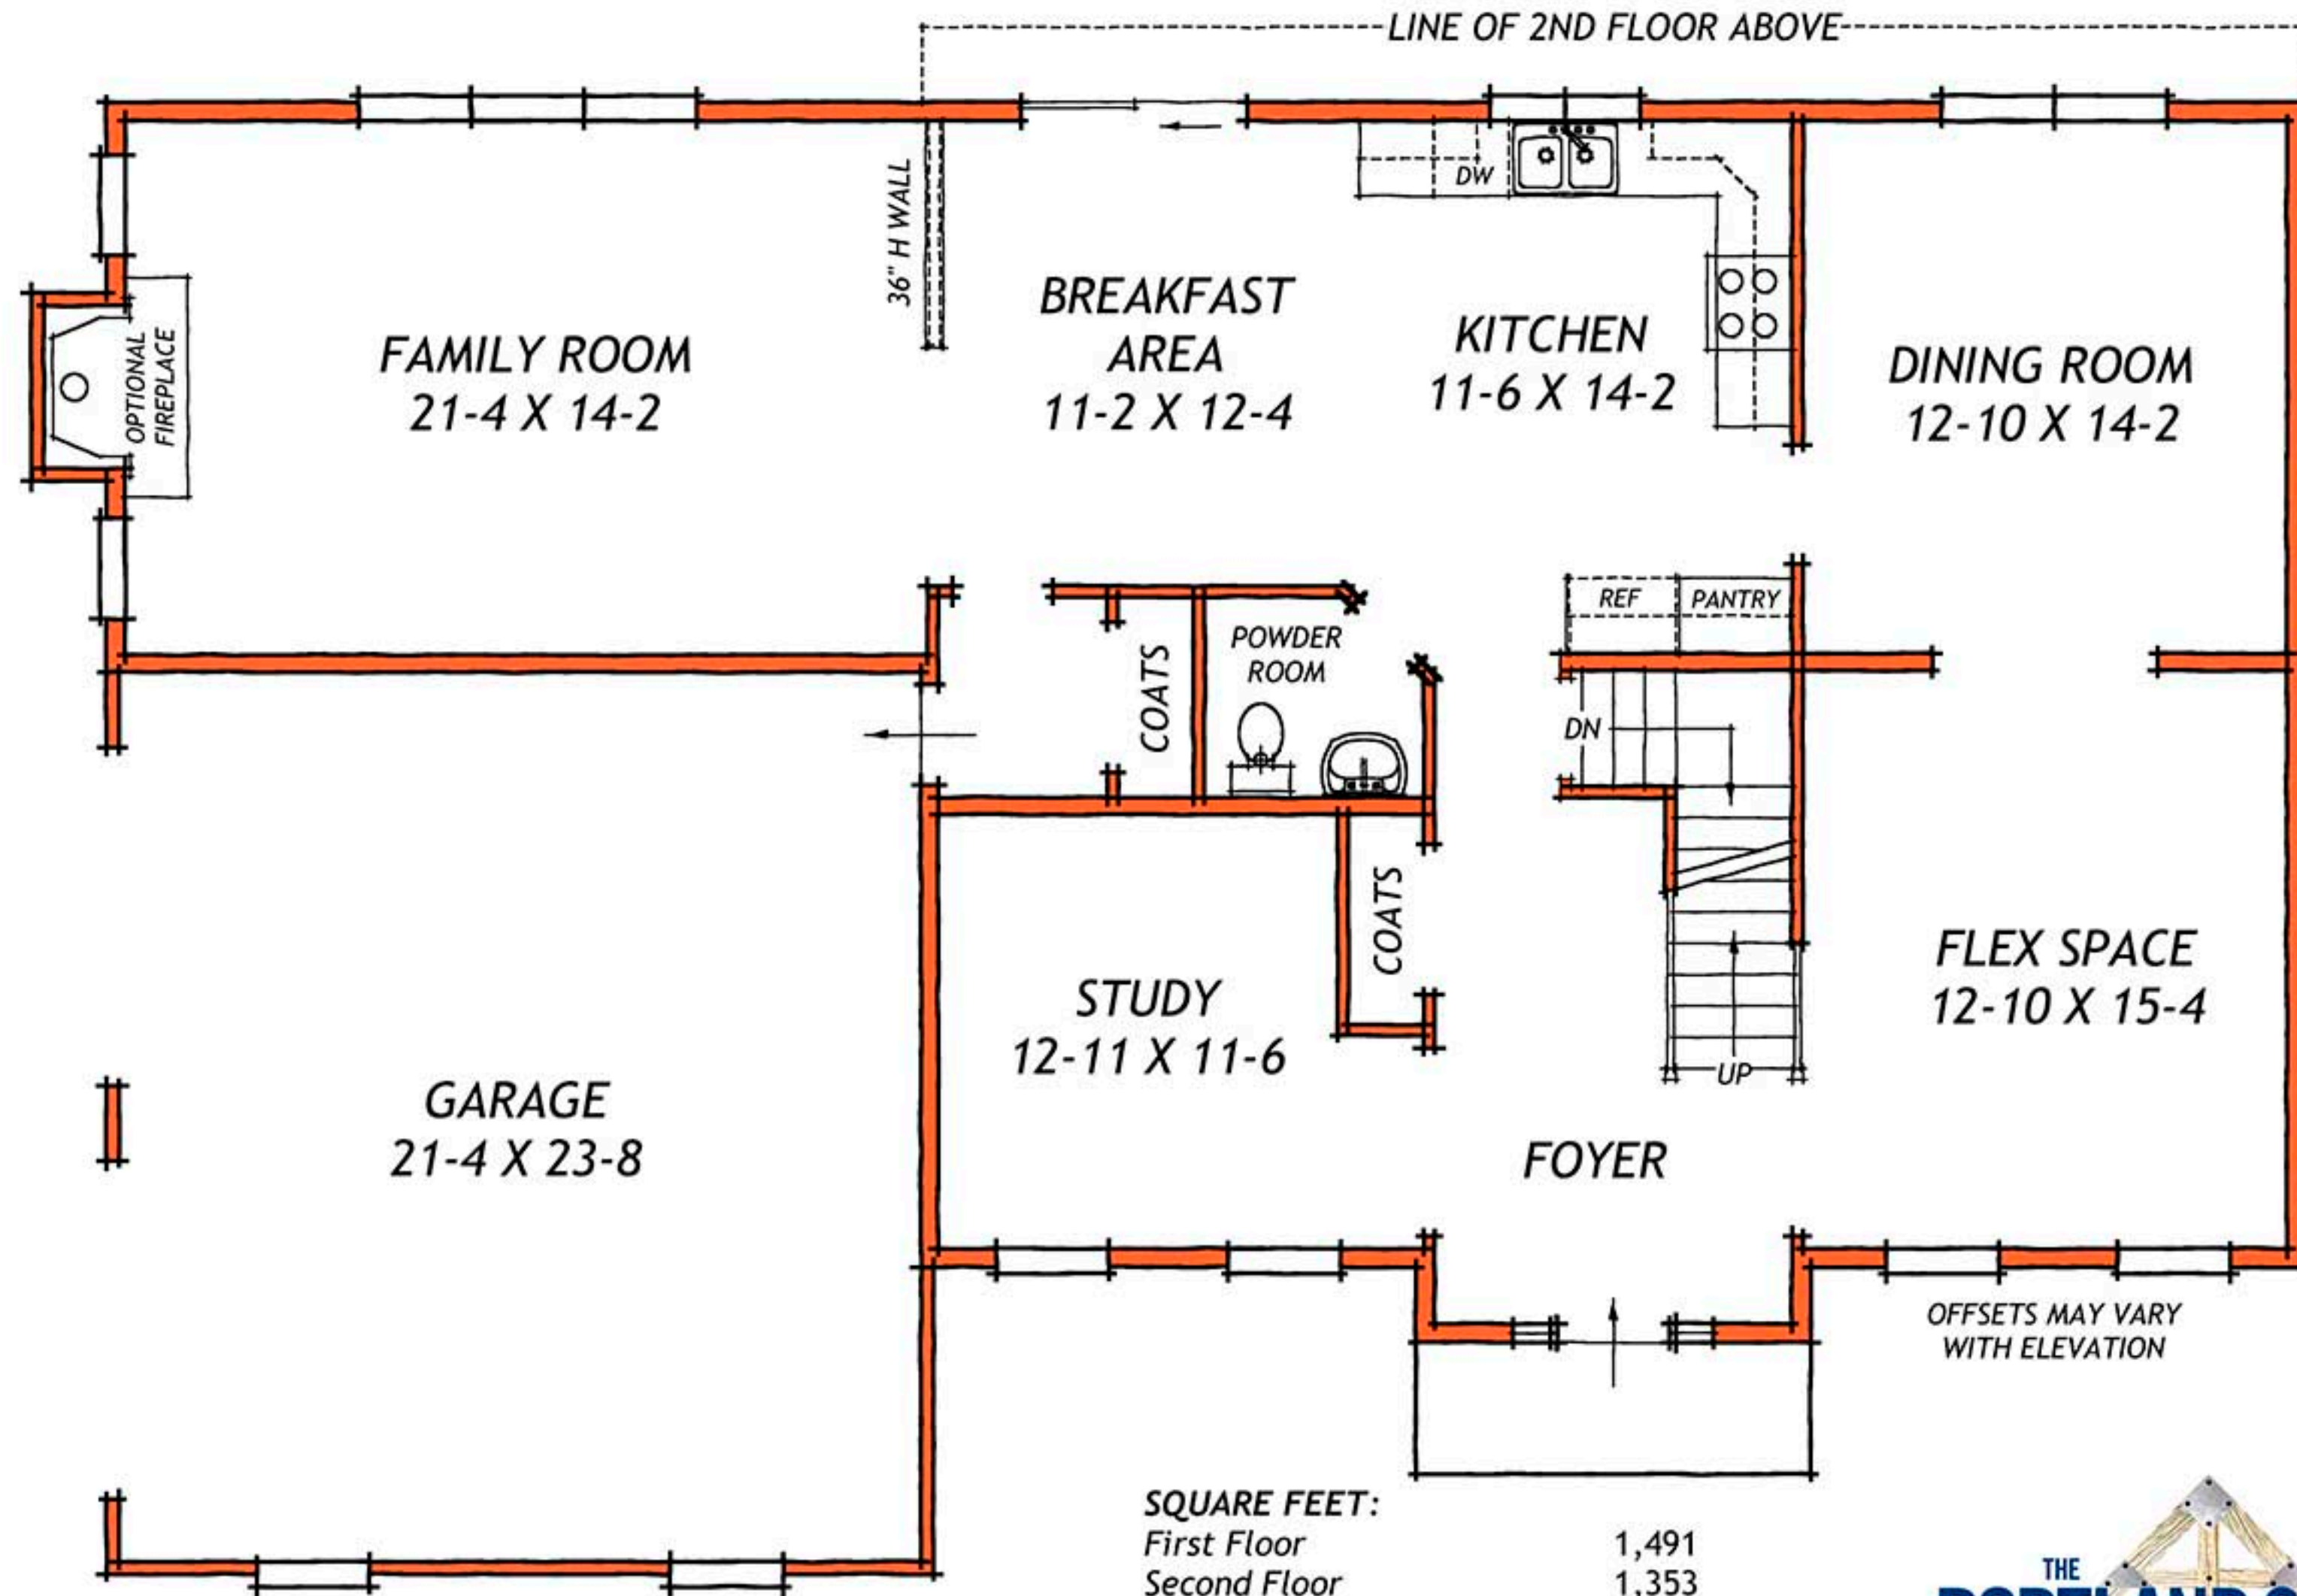 LINE OF 2ND FLOOR ABOVE
36" H WALL
DW
BREAKFAST
AREA
11-2 X 12-4
KITCHEN
11-6 X 14-2
FAMILY ROOM
21-4 X 14-2
OPTIONAL
FIREPLACE
DINING ROOM
12-10 X 14-2
REF
PANTRY
POWDER
ROOM
COATS
DN
COATS
STUDY
12-11 X 11-6
FLEX SPACE
12-10 X 15-4
UP
GARAGE
21-4 X 23-8
FOYER
OFFSETS MAY VARY
WITH ELEVATION
SQUARE FEET:
First Floor 1,491
Second Floor 1,353
THE